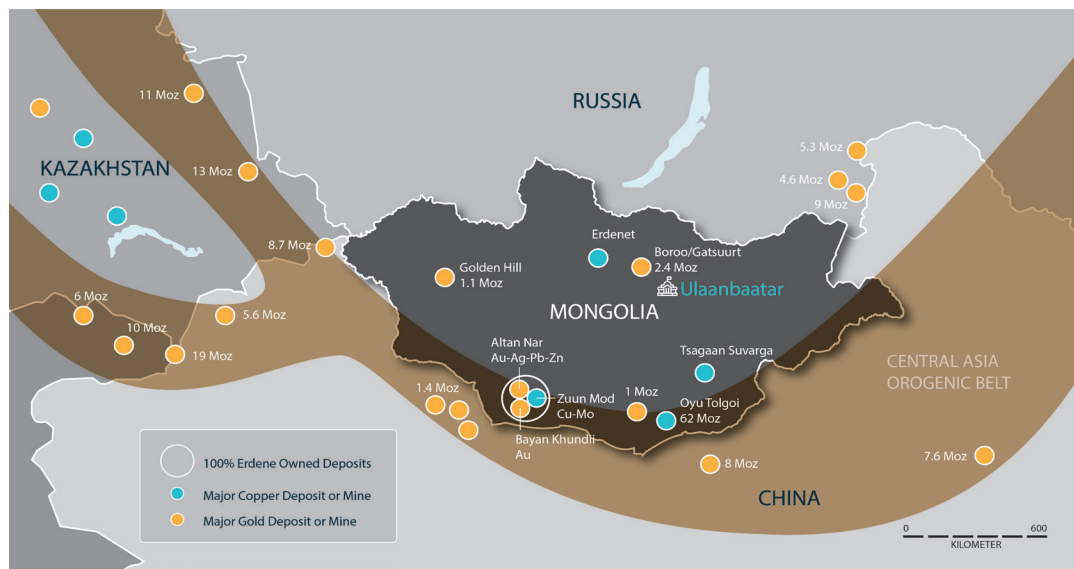 RUSSIA
11 Moz
KAZAKHSTAN
13 Moz
5.3 Moz
4.6 Moz
9 Moz
8.7 Moz
Erdenet
Boroo/Gatsuurt
2.4 Moz
Golden Hill
1.1 Moz
Ulaanbaatar
6 Moz
10 Moz
5.6 Moz
19 Moz
MONGOLIA
Altan Nar
Au-Ag-Pb-Zn
Tsagaan Suvarga
CENTRAL ASIA
OROGENIC BELT
1.4 Moz
Zuun Mod
Cu-Mo
1 Moz
Oyu Tolgoi
62 Moz
Bayan Khundii
Au
8 Moz
7.6 Moz
CHINA
100% Erdene Owned Deposits
Major Copper Deposit or Mine
Major Gold Deposit or Mine
0 600
KILOMETER